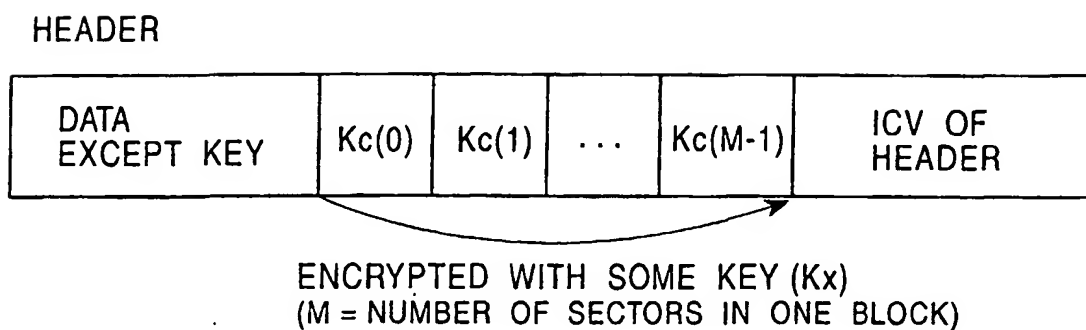 HEADER
DATA
EXCEPT KEY
Kc(0)
Kc(1)
...
Kc(M-1)
ICV OF
HEADER
ENCRYPTED WITH SOME KEY (Kx)
(M = NUMBER OF SECTORS IN ONE BLOCK)